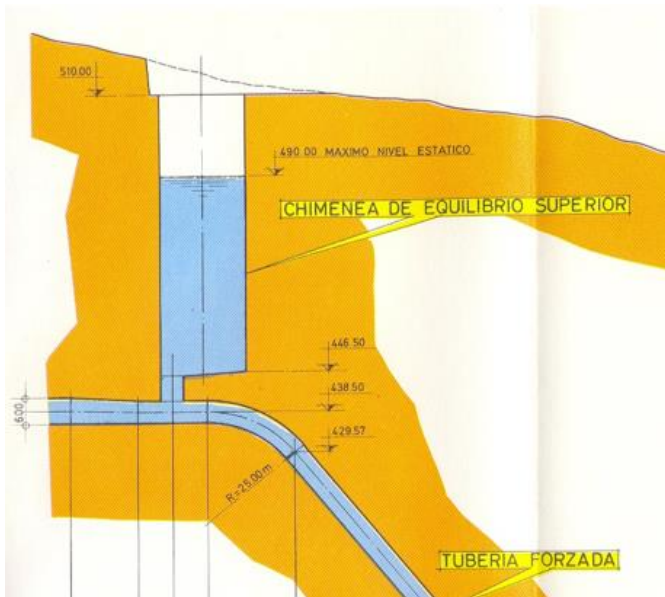 510.00
490.00 MAXIMO NIVEL ESTATICO
CHIMENEA DE EQUILIBRIO SUPERIOR
446.50
438.50
6.00
429.57
R=25.00m
TUBERIA FORZADA